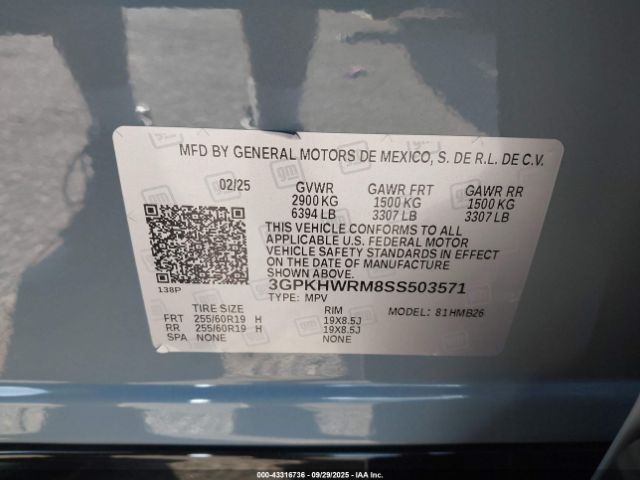 MFD BY GENERAL MOTORS DE MEXICO, S. DE R.L. DE C.V.
02/25 GVWR GAWR FRT GAWR RR
2900 KG 1500 KG 1500 KG
6394 LB 3307 LB 3307 LB
THIS VEHICLE CONFORMS TO ALL
APPLICABLE U.S. FEDERAL MOTOR
VEHICLE SAFETY STANDARDS IN EFFECT
ON THE DATE OF MANUFACTURE
SHOWN ABOVE.
138P 3GPKHWRM8SS503571
TYPE: MPV
TIRE SIZE RIM MODEL: 81HMB26
FRT 255/60R19 H 19X8.5J
RR 255/60R19 H 19X8.5J
SPA NONE NONE
gm
IAA 000-43316736 - 09/29/2025 - IAAI.COM